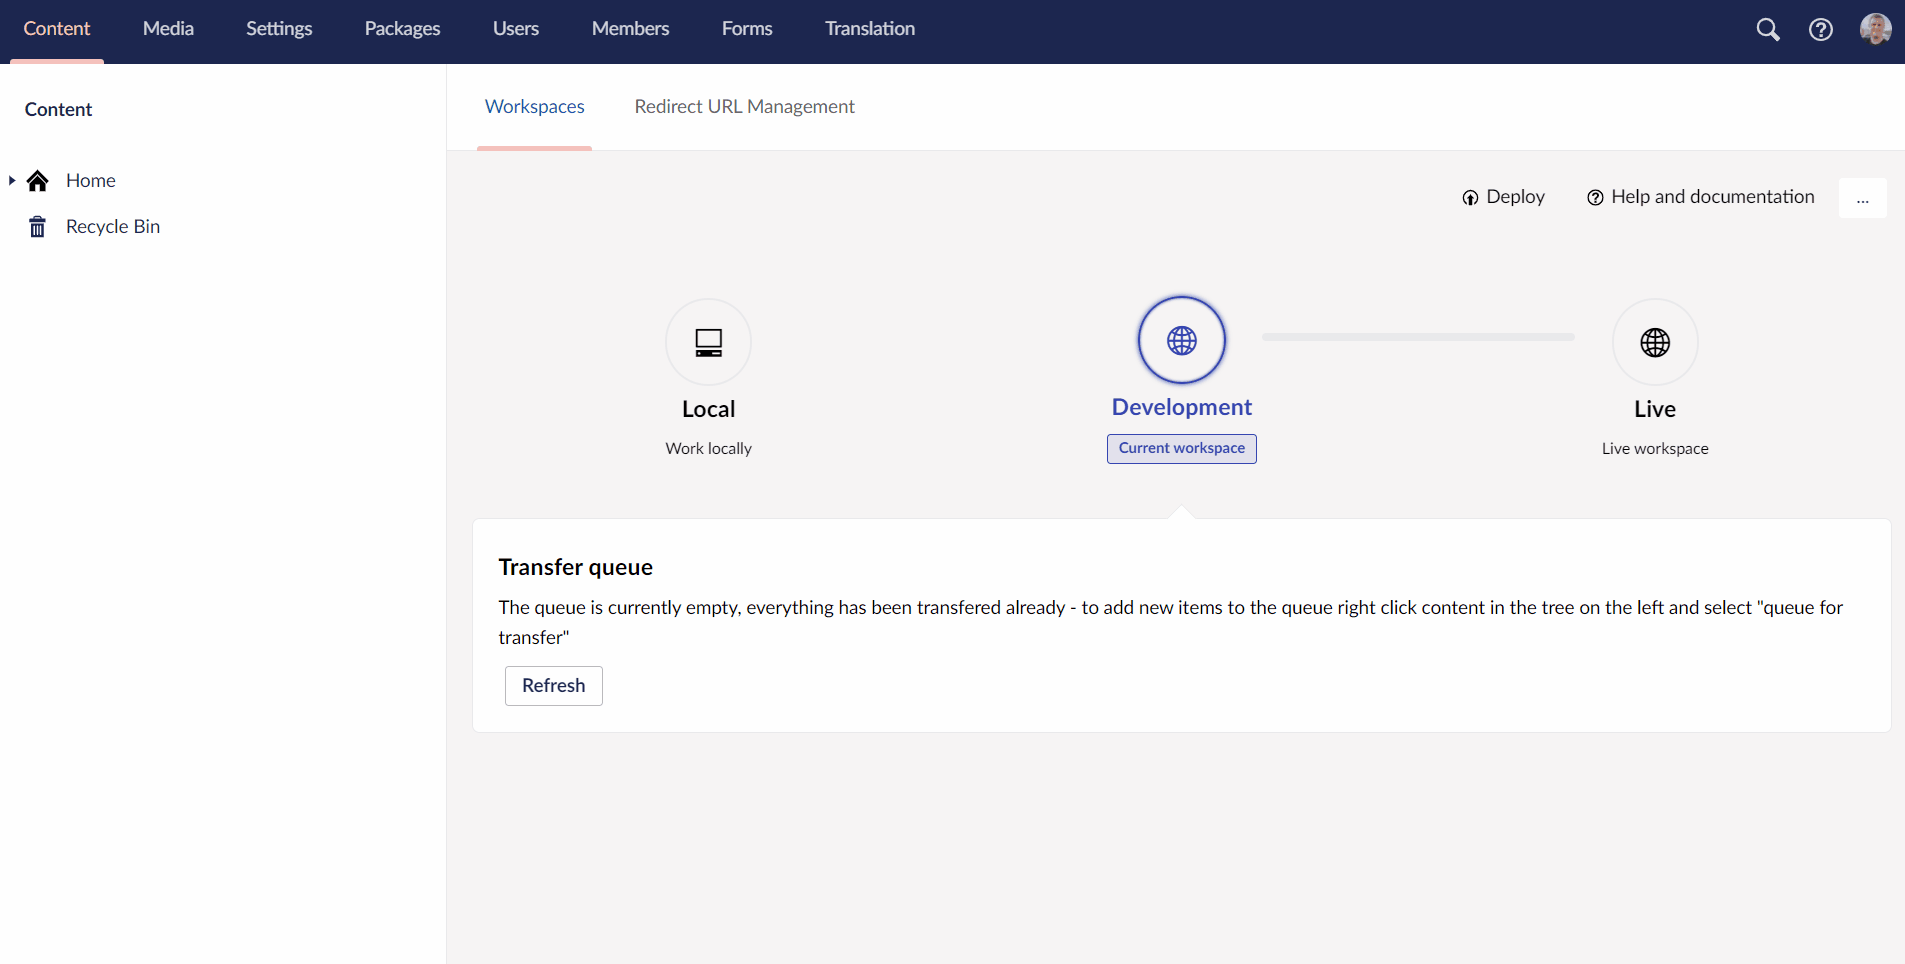 Content Media Settings Packages Users Members Forms Translation
Content
Home
Recycle Bin
Workspaces Redirect URL Management
Deploy Help and documentation ...
Local
Work locally
Development
Current workspace
Live
Live workspace
Transfer queue
The queue is currently empty, everything has been transfered already - to add new items to the queue right click content in the tree on the left and select "queue for
transfer"
Refresh